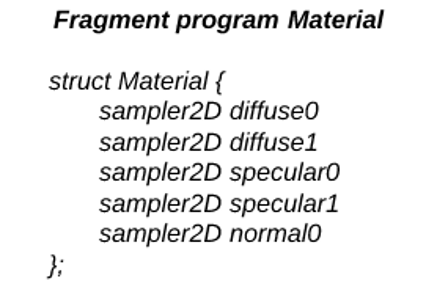 Fragment program Material
struct Material {
sampler2D diffuse0
sampler2D diffuse1
sampler2D specular0
sampler2D specular1
sampler2D normal0
};